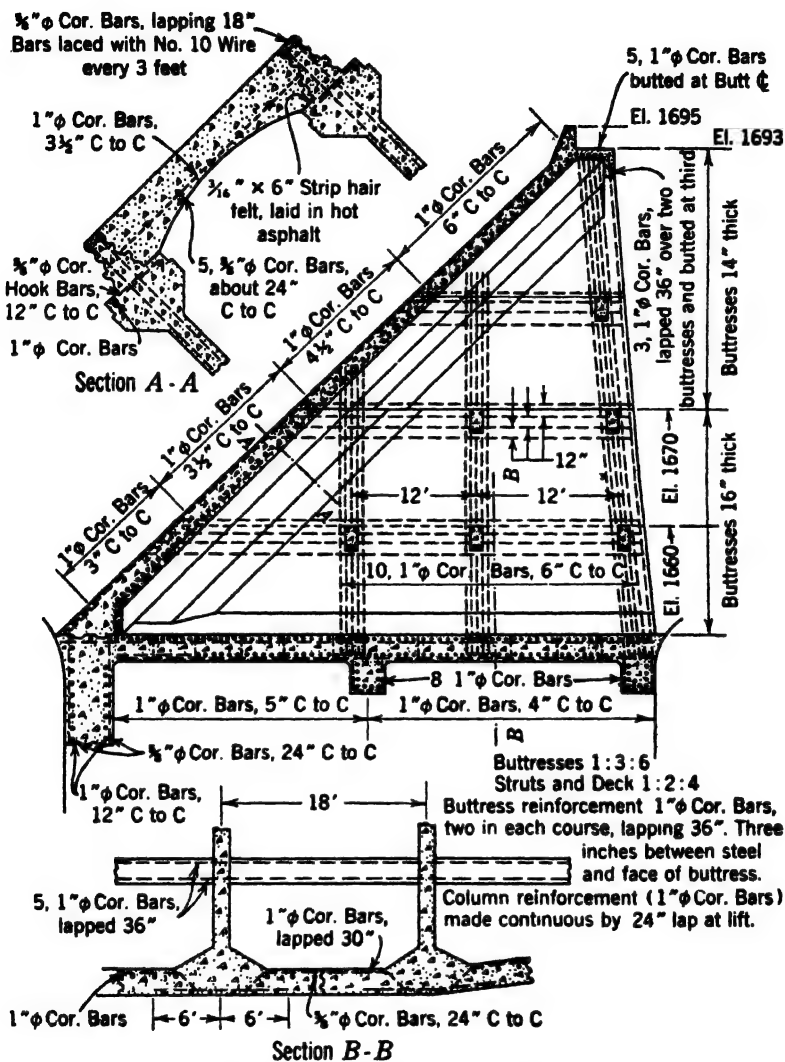 ⅝"ϕ Cor. Bars, lapping 18"
Bars laced with No. 10 Wire
every 3 feet
1"ϕ Cor. Bars,
3½" C to C
3⁄16" × 6" Strip hair
felt, laid in hot
asphalt
⅝"ϕ Cor.
Hook Bars,
12" C to C
5, ⅝"ϕ Cor. Bars,
about 24"
C to C
1"ϕ Cor. Bars
Section A-A
5, 1"ϕ Cor. Bars
butted at Butt ℄
El. 1695
El. 1693
1"ϕ Cor. Bars
6" C to C
1"ϕ Cor. Bars
4½" C to C
1"ϕ Cor. Bars
3½" C to C
1"ϕ Cor. Bars
3" C to C
A
A
3, 1"ϕ Cor. Bars,
lapped 36" over two
buttresses and butted at third
Buttresses 14" thick
El. 1670
Buttresses 16" thick
El. 1660
12"
B
12'
12'
10, 1"ϕ Cor. Bars, 6" C to C
8 1"ϕ Cor. Bars
1"ϕ Cor. Bars, 5" C to C
1"ϕ Cor. Bars, 4" C to C
B
⅝"ϕ Cor. Bars, 24" C to C
1"ϕ Cor. Bars,
12" C to C
Buttresses 1:3:6
Struts and Deck 1:2:4
Buttress reinforcement 1"ϕ Cor. Bars,
two in each course, lapping 36". Three
inches between steel
and face of buttress.
Column reinforcement (1"ϕ Cor. Bars)
made continuous by 24" lap at lift.
18'
5, 1"ϕ Cor. Bars,
lapped 36"
1"ϕ Cor. Bars,
lapped 30"
1"ϕ Cor. Bars
6'
6'
⅝"ϕ Cor. Bars, 24" C to C
Section B-B